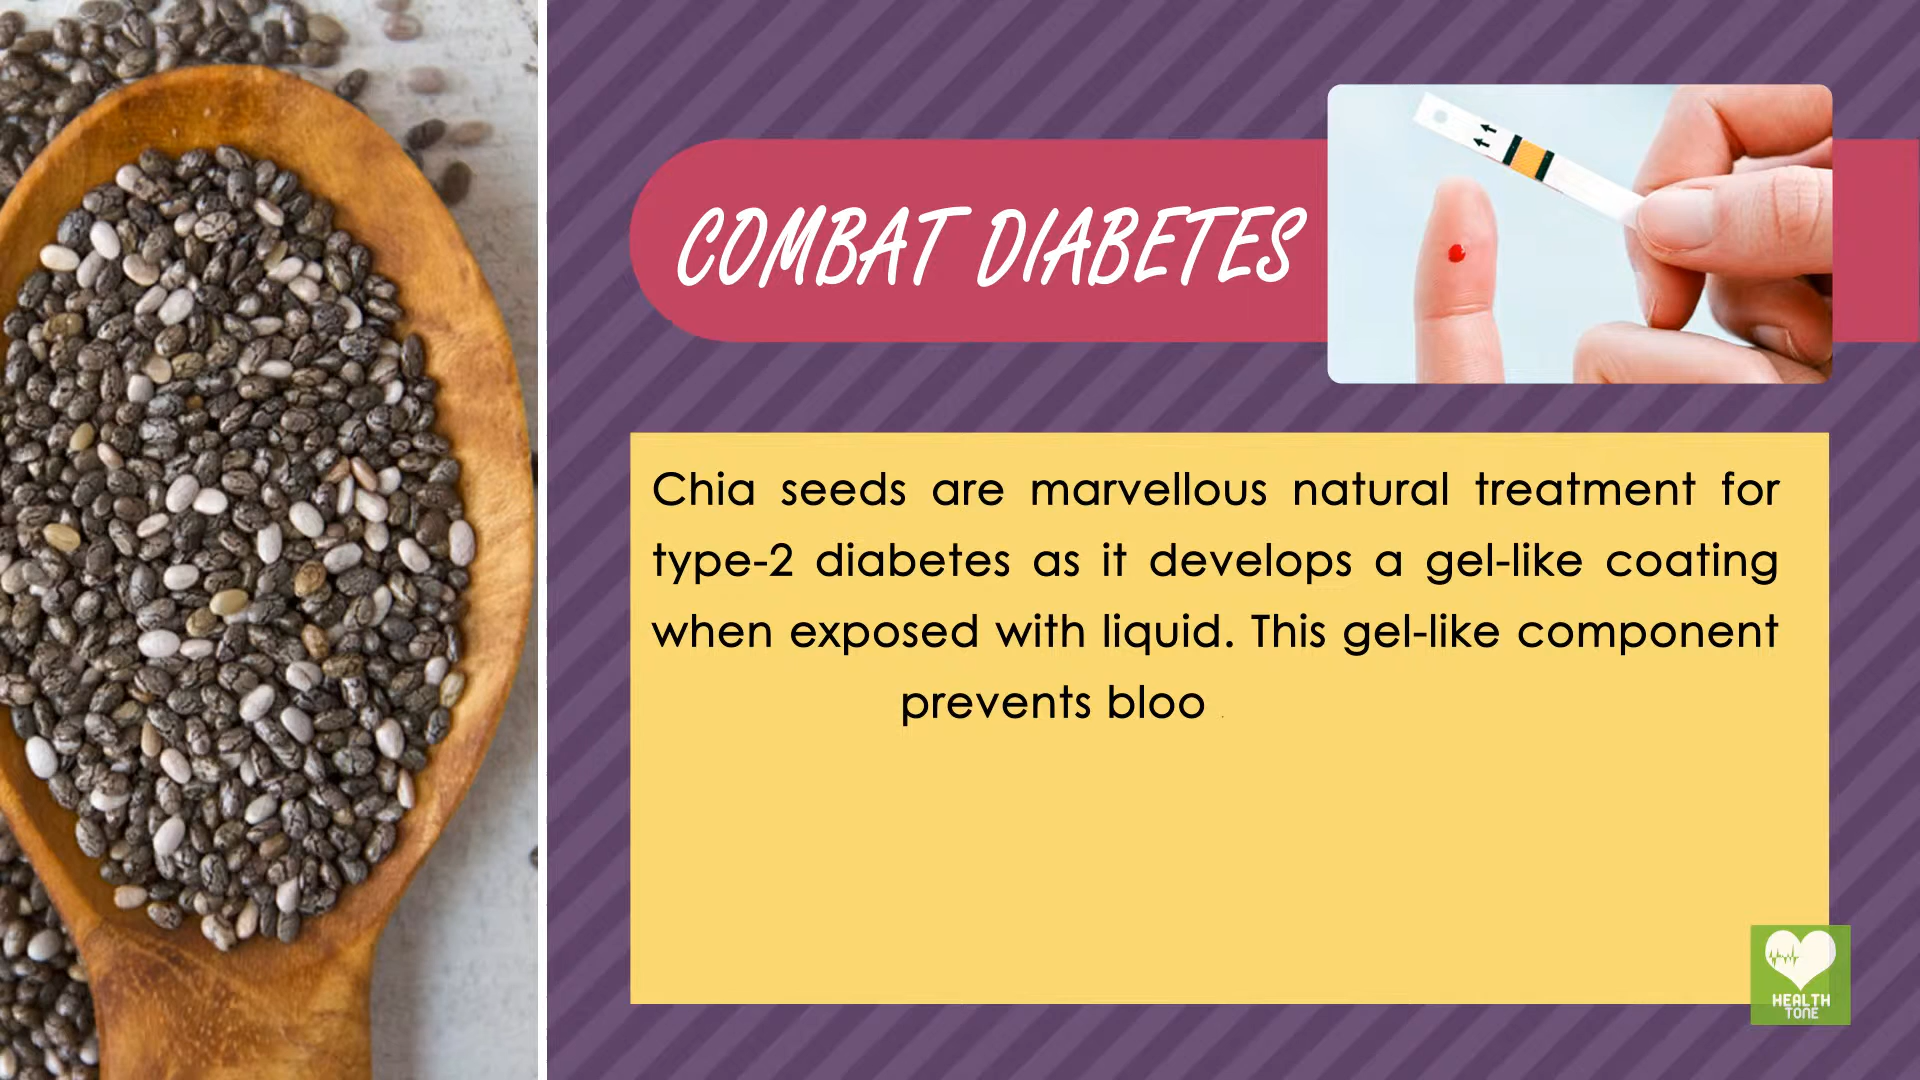 COMBAT DIABETES
Chia seeds are marvellous natural treatment for
type-2 diabetes as it develops a gel-like coating
when exposed with liquid. This gel-like component
prevents bloo
HEALTH
TONE